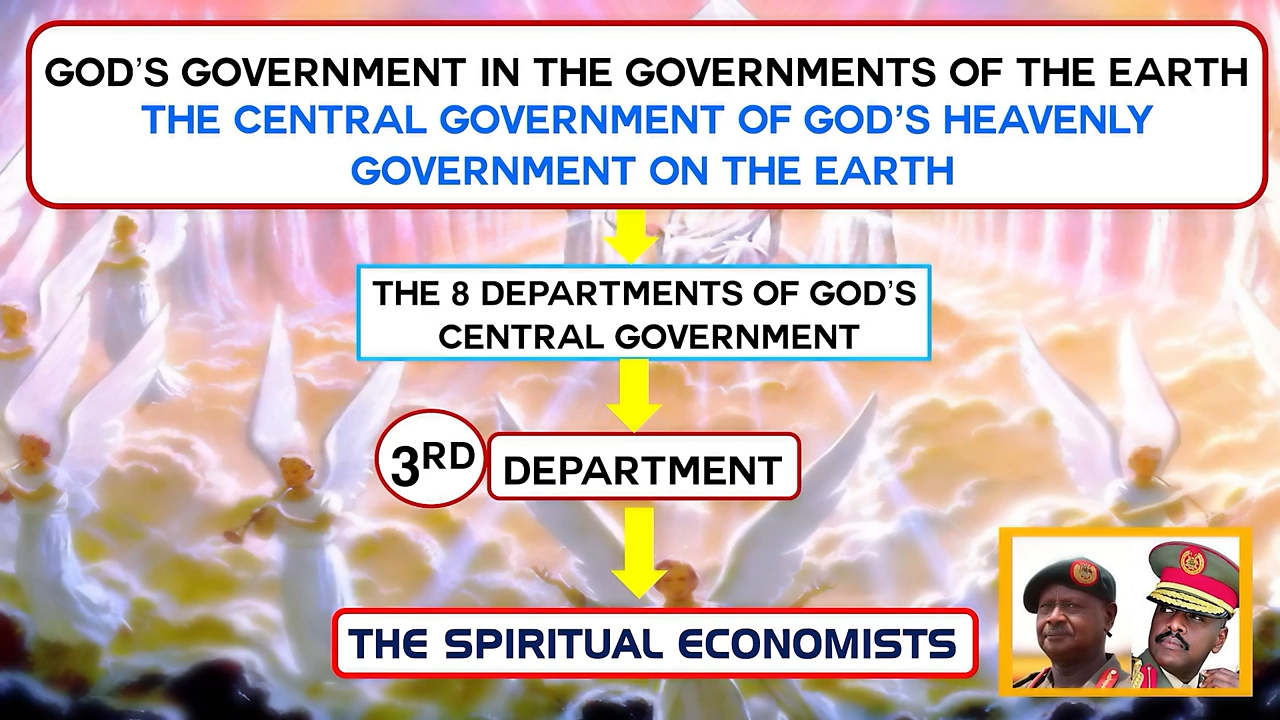 GOD'S GOVERNMENT IN THE GOVERNMENTS OF THE EARTH
THE CENTRAL GOVERNMENT OF GOD'S HEAVENLY
GOVERNMENT ON THE EARTH
THE 8 DEPARTMENTS OF GOD'S
CENTRAL GOVERNMENT
3RD DEPARTMENT
THE SPIRITUAL ECONOMISTS